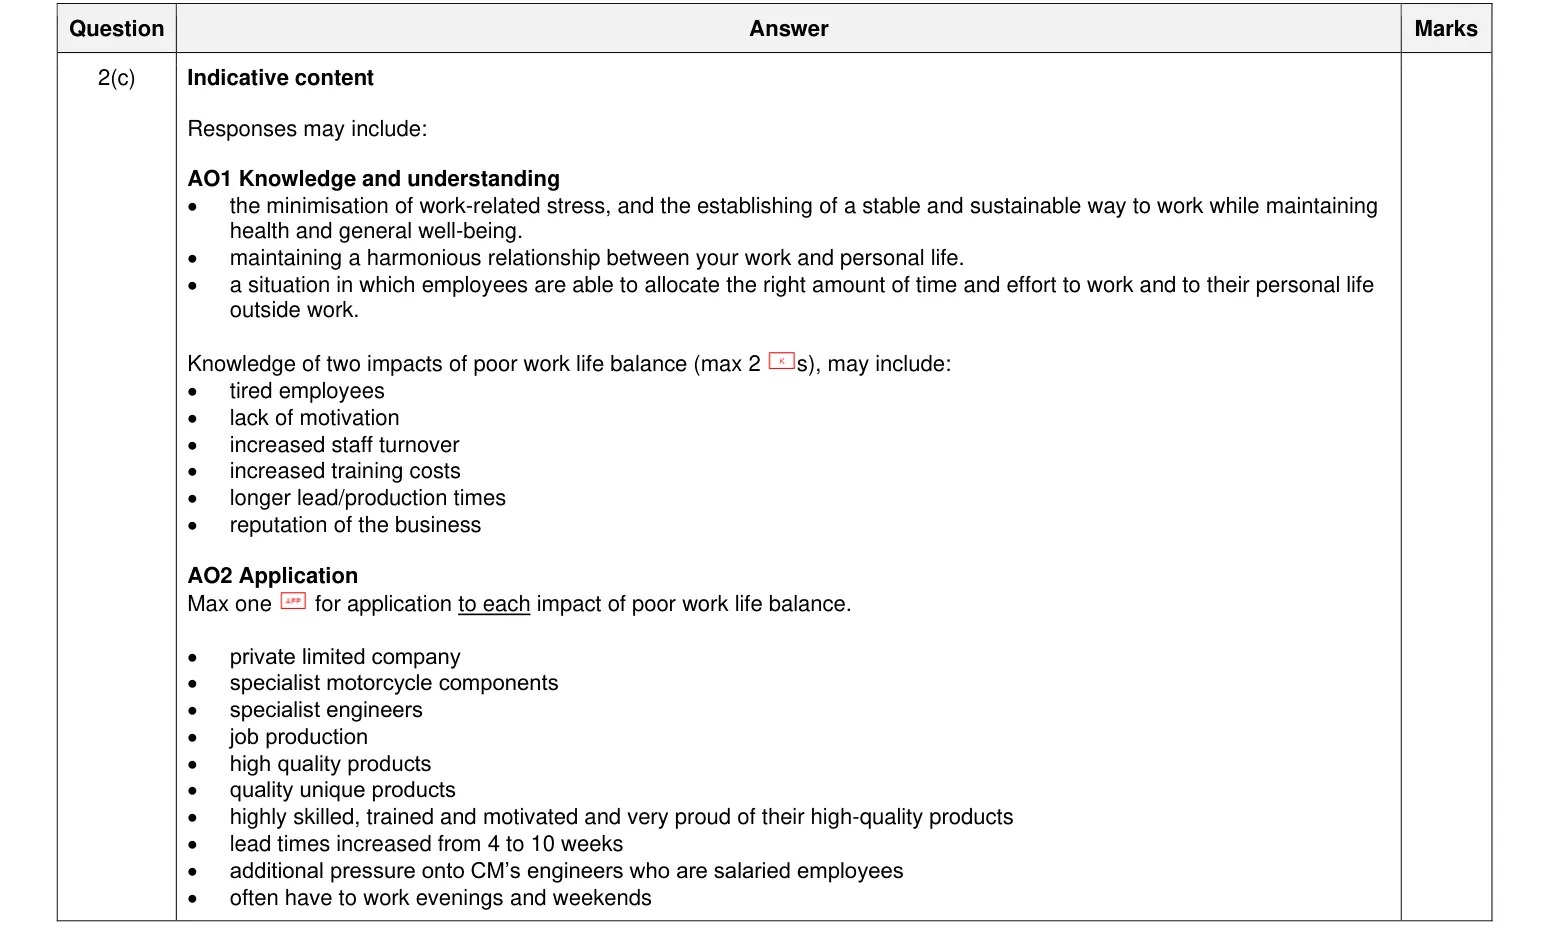 Question Answer Marks
2(c) Indicative content
Responses may include:
AO1 Knowledge and understanding
• the minimisation of work-related stress, and the establishing of a stable and sustainable way to work while maintaining
health and general well-being.
• maintaining a harmonious relationship between your work and personal life.
• a situation in which employees are able to allocate the right amount of time and effort to work and to their personal life
outside work.
Knowledge of two impacts of poor work life balance (max 2 K s), may include:
• tired employees
• lack of motivation
• increased staff turnover
• increased training costs
• longer lead/production times
• reputation of the business
AO2 Application
Max one APP for application to each impact of poor work life balance.
• private limited company
• specialist motorcycle components
• specialist engineers
• job production
• high quality products
• quality unique products
• highly skilled, trained and motivated and very proud of their high-quality products
• lead times increased from 4 to 10 weeks
• additional pressure onto CM's engineers who are salaried employees
• often have to work evenings and weekends